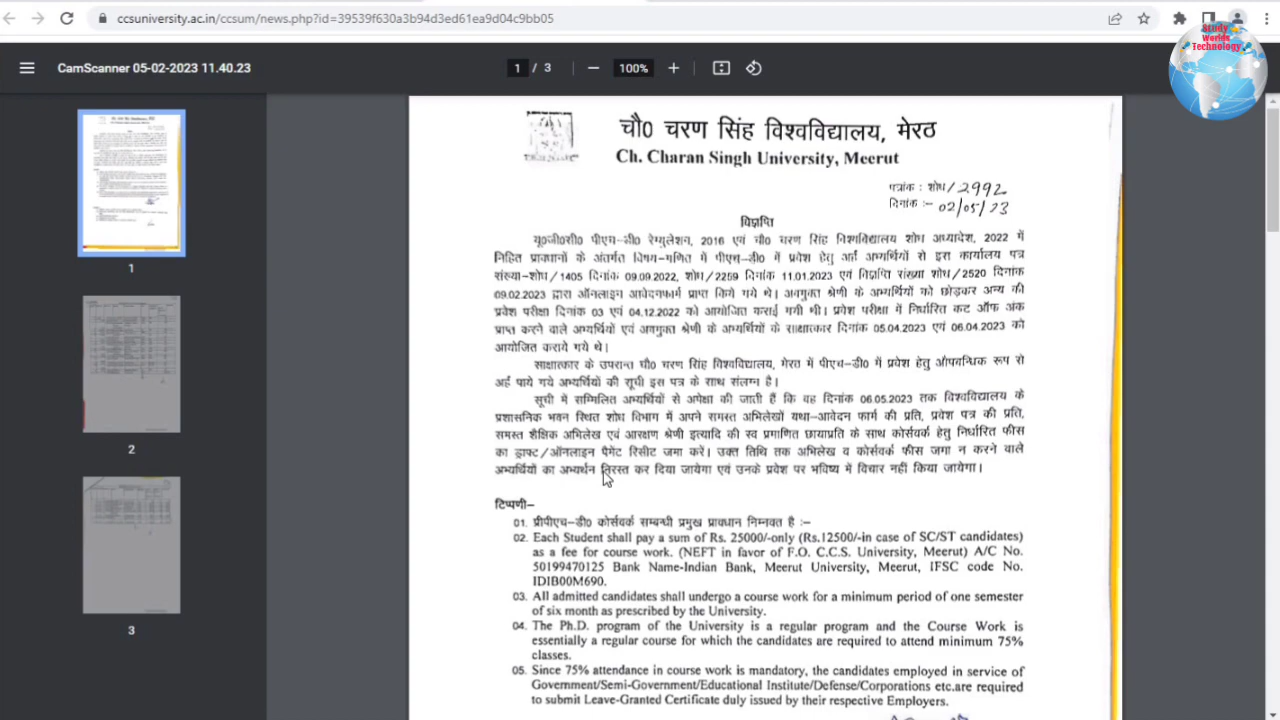 ccsuniversity.ac.in/ccsum/news.php?id=39539f630a3b94d3ed61ea9d04c9bb05
Study
Worlds
Technology
CamScanner 05-02-2023 11.40.23
1 / 3
100%
1
2
3
चौ0 चरण सिंह विश्वविद्यालय, मेरठ
Ch. Charan Singh University, Meerut
पत्रांक : शोध/2992
दिनांक :- 02/05/23
विज्ञप्ति
यू0जी0सी0 पीएच-डी0 रेग्युलेशन, 2016 एवं चौ0 चरण सिंह विश्वविद्यालय शोध अध्यादेश, 2022 में
निहित प्रावधानों के अंतर्गत विषय-गणित में पीएच-डी0 में प्रवेश हेतु अर्ह अभ्यर्थियों से इस कार्यालय पत्र
संख्या-शोध/1405 दिनांक 09.09.2022, शोध/2259 दिनांक 11.01.2023 एवं विज्ञप्ति संख्या शोध/2520 दिनांक
09.02.2023 द्वारा ऑनलाइन आवेदनफार्म प्राप्त किये गये थे। अवमुक्त श्रेणी के अभ्यर्थियों को छोड़कर अन्य की
प्रवेश परीक्षा दिनांक 03 एवं 04.12.2022 को आयोजित कराई गयी थी। प्रवेश परीक्षा में निर्धारित कट ऑफ अंक
प्राप्त करने वाले अभ्यर्थियों एवं अवमुक्त श्रेणी के अभ्यर्थियों के साक्षात्कार दिनांक 05.04.2023 एवं 06.04.2023 को
आयोजित कराये गये थे।
साक्षात्कार के उपरान्त चौ0 चरण सिंह विश्वविद्यालय, मेरठ में पीएच-डी0 में प्रवेश हेतु औपबन्धिक रूप से
अर्ह पाये गये अभ्यर्थियों की सूची इस पत्र के साथ संलग्न है।
सूची में सम्मिलित अभ्यर्थियों से अपेक्षा की जाती हैं कि वह दिनांक 06.05.2023 तक विश्वविद्यालय के
प्रशासनिक भवन स्थित शोध विभाग में अपने समस्त अभिलेखों यथा-आवेदन फार्म की प्रति, प्रवेश पत्र की प्रति,
समस्त शैक्षिक अभिलेख एवं आरक्षण श्रेणी इत्यादि की स्व प्रमाणित छायाप्रति के साथ कोर्सवर्क हेतु निर्धारित फीस
का ड्राफ्ट/ऑनलाइन पैमेंट रिसीट जमा करें। उक्त तिथि तक अभिलेख व कोर्सवर्क फीस जमा न करने वाले
अभ्यर्थियों का अभ्यर्थन निरस्त कर दिया जायेगा एवं उनके प्रवेश पर भविष्य में विचार नहीं किया जायेगा।
टिप्पणी-
01. प्रीपीएच-डी0 कोर्सवर्क सम्बन्धी प्रमुख प्रावधान निम्नवत है :-
02. Each Student shall pay a sum of Rs. 25000/-only (Rs.12500/-in case of SC/ST candidates)
as a fee for course work. (NEFT in favor of F.O. C.C.S. University, Meerut) A/C No.
50199470125 Bank Name-Indian Bank, Meerut University, Meerut, IFSC code No.
IDIB00M690.
03. All admitted candidates shall undergo a course work for a minimum period of one semester
of six month as prescribed by the University.
04. The Ph.D. program of the University is a regular program and the Course Work is
essentially a regular course for which the candidates are required to attend minimum 75%
classes.
05. Since 75% attendance in course work is mandatory, the candidates employed in service of
Government/Semi-Government/Educational Institute/Defense/Corporations etc.are required
to submit Leave-Granted Certificate duly issued by their respective Employers.